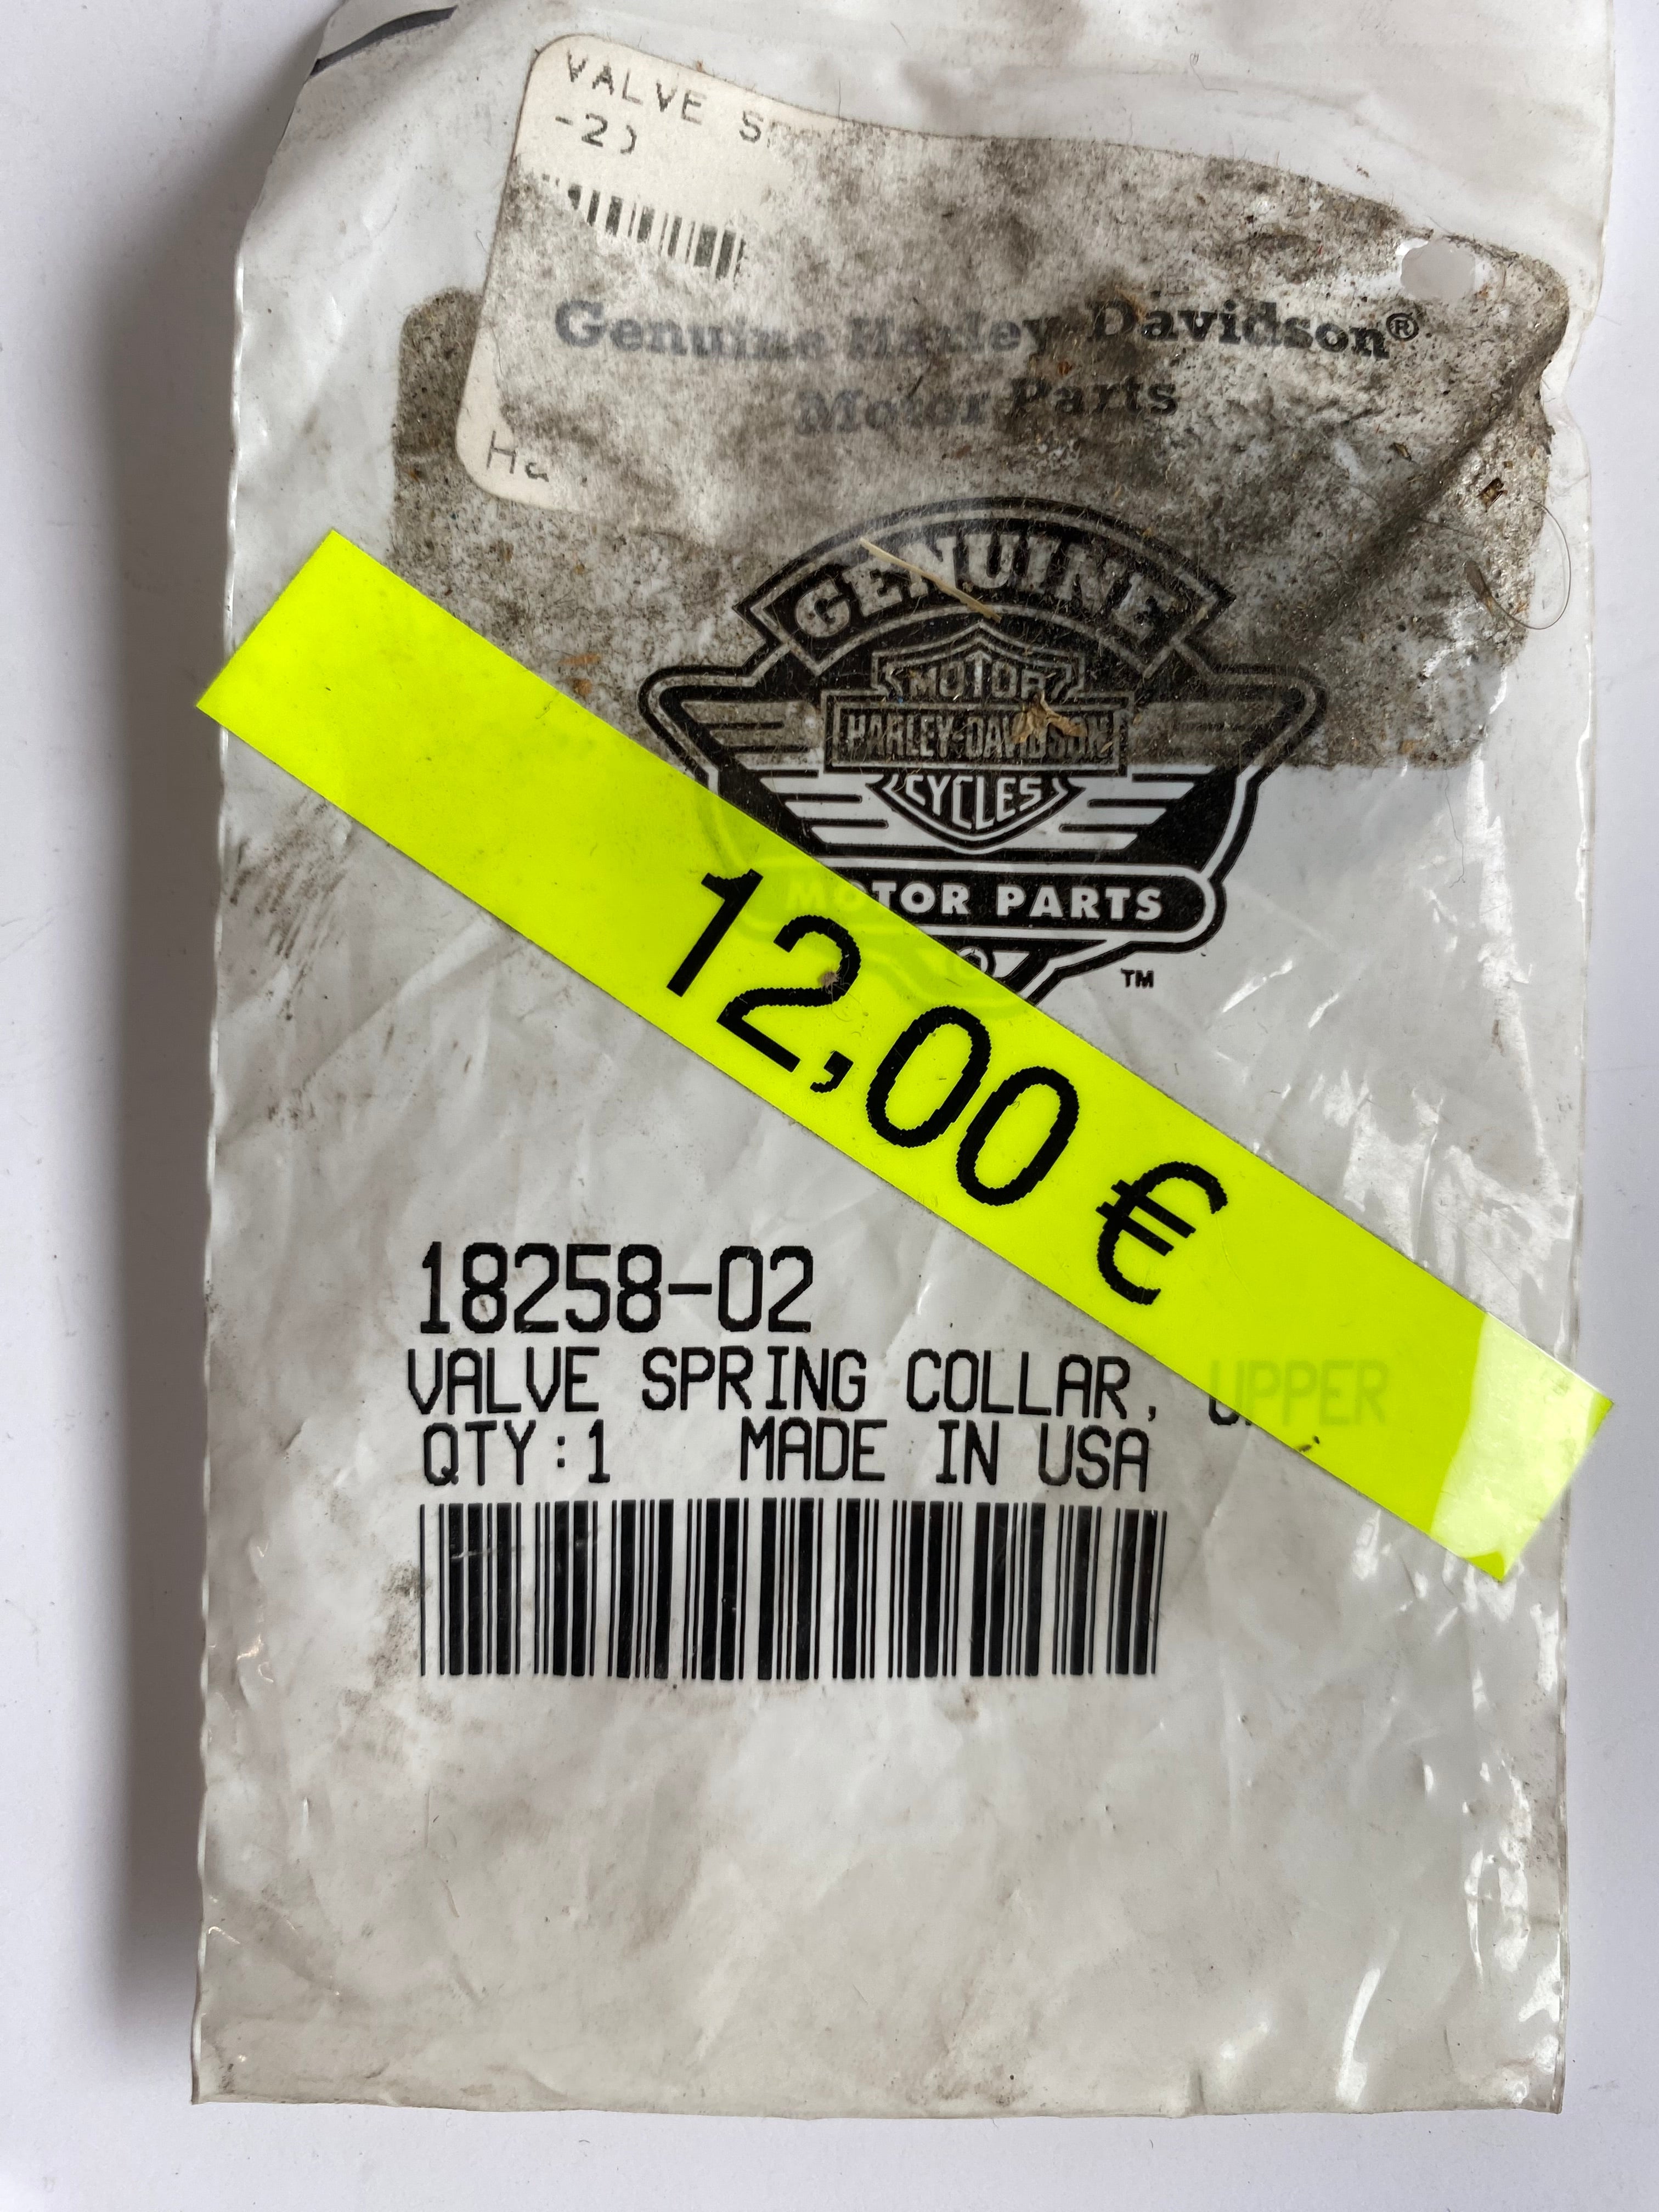 VALVE
-2)
Genuine Harley-Davidson®
Motor Parts
GENUINE
MOTOR
HARLEY-DAVIDSON
CYCLES
MOTOR PARTS
TM
12,00 €
18258-02
VALVE SPRING COLLAR, UPPER
QTY:1 MADE IN USA